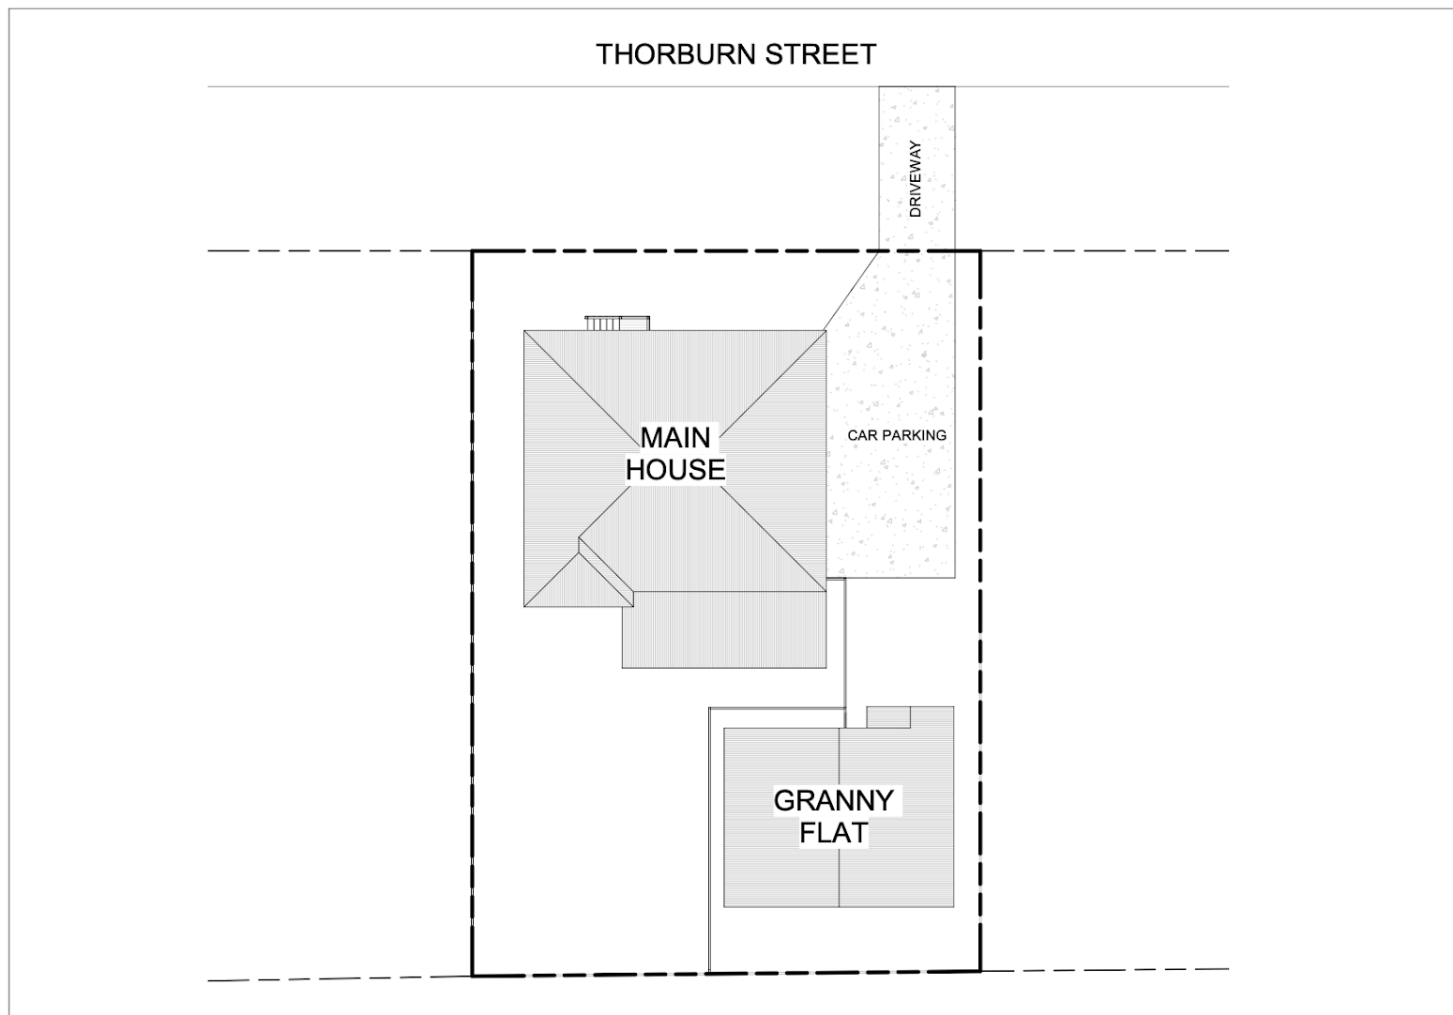 THORBURN STREET
DRIVEWAY
MAIN
HOUSE
CAR PARKING
GRANNY
FLAT